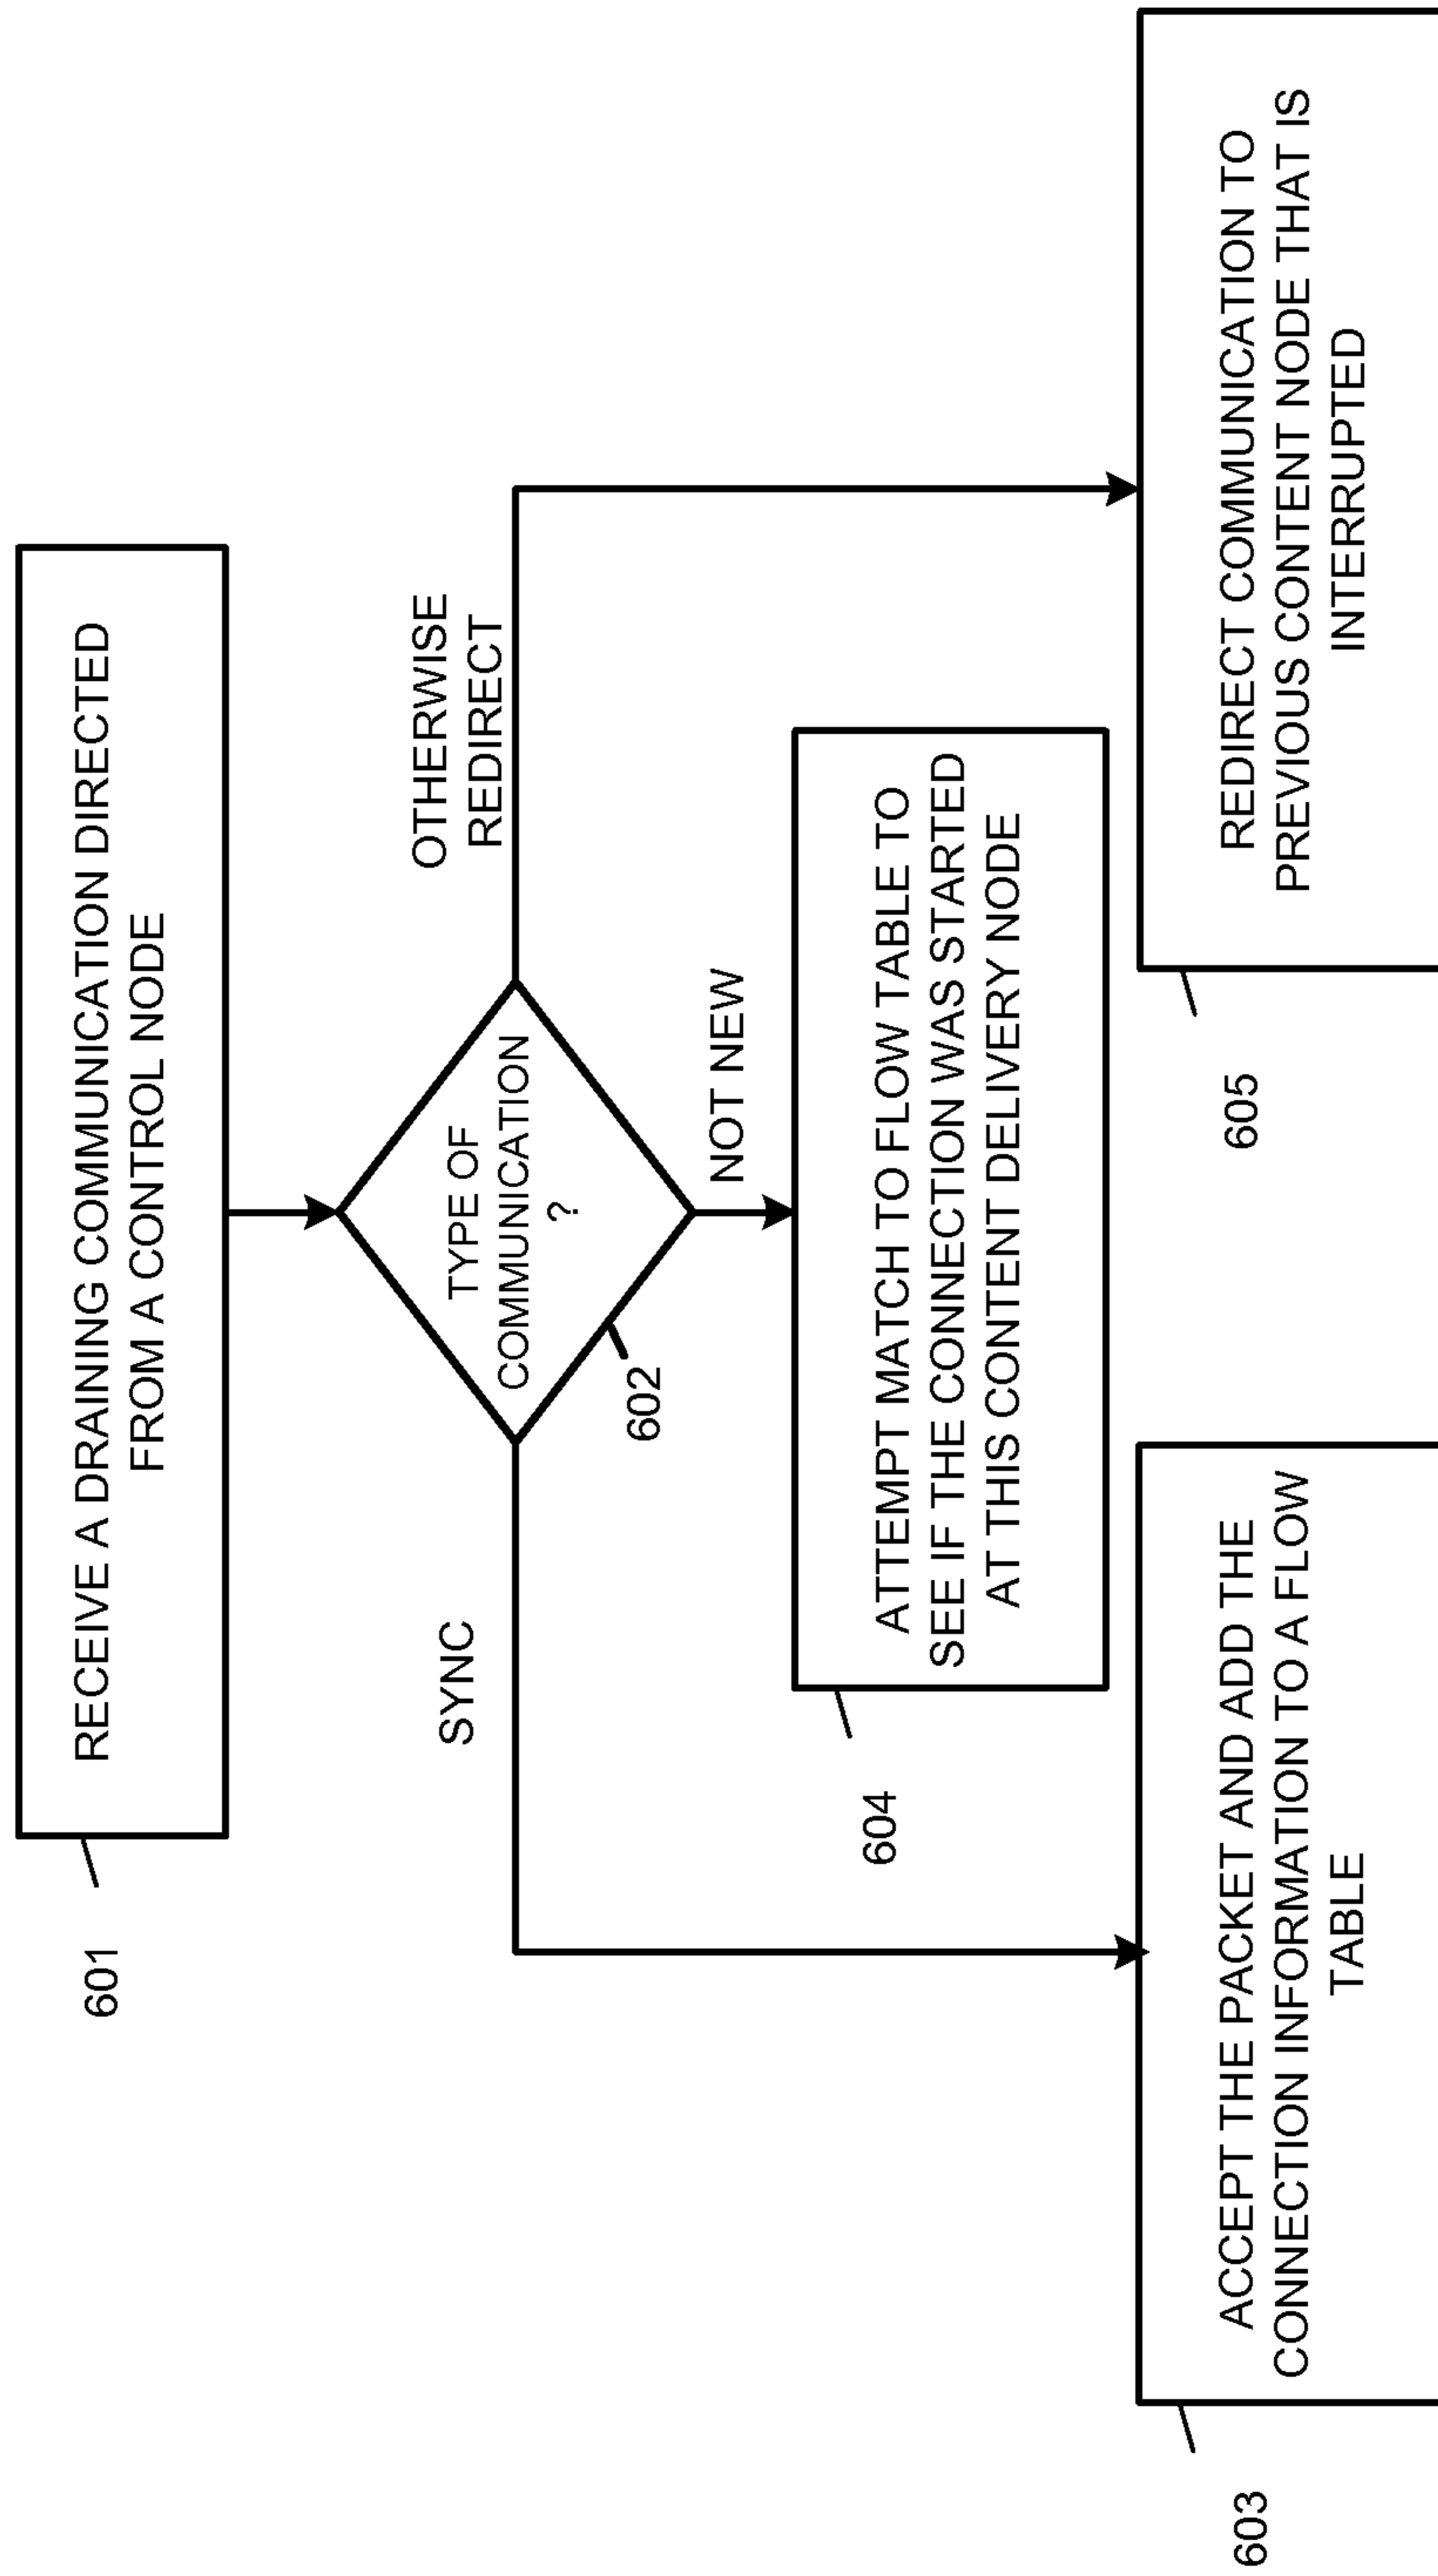 601
RECEIVE A DRAINING COMMUNICATION DIRECTED
FROM A CONTROL NODE
TYPE OF
COMMUNICATION
?
602
SYNC
OTHERWISE
REDIRECT
NOT NEW
604
ATTEMPT MATCH TO FLOW TABLE TO
SEE IF THE CONNECTION WAS STARTED
AT THIS CONTENT DELIVERY NODE
603
ACCEPT THE PACKET AND ADD THE
CONNECTION INFORMATION TO A FLOW
TABLE
605
REDIRECT COMMUNICATION TO
PREVIOUS CONTENT NODE THAT IS
INTERRUPTED